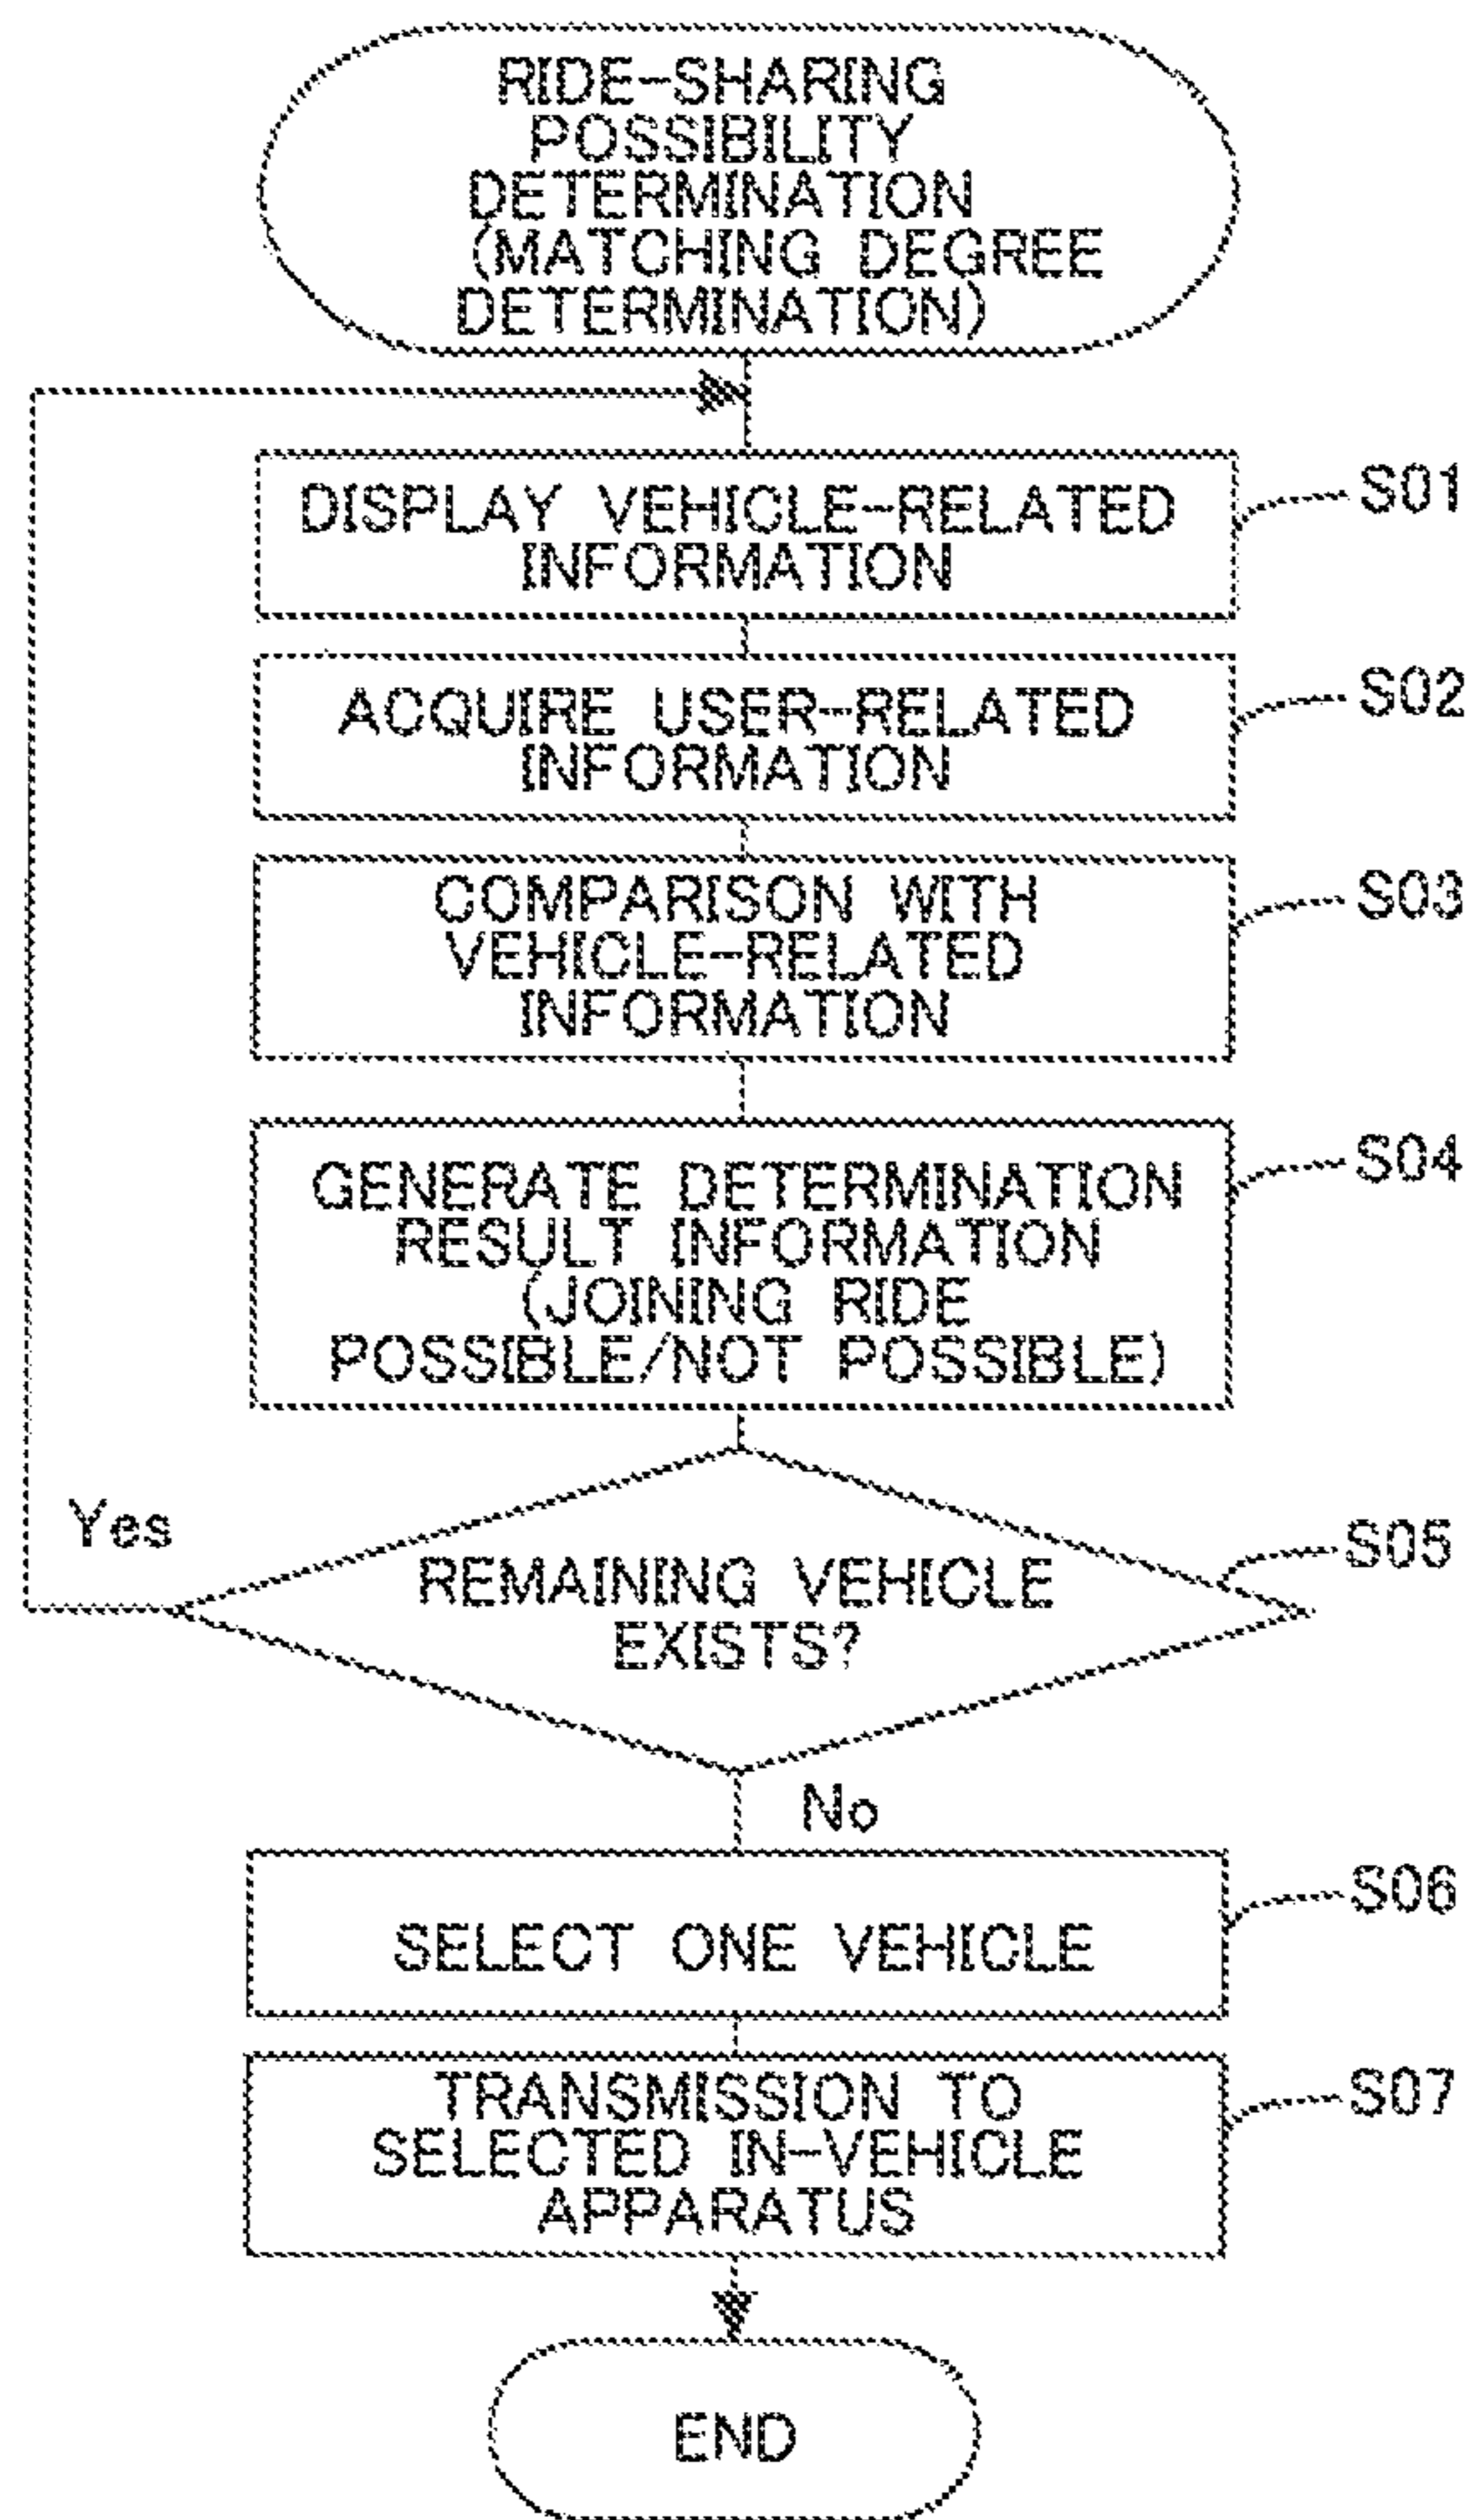 RIDE-SHARING
POSSIBILITY
DETERMINATION
(MATCHING DEGREE
DETERMINATION)
DISPLAY VEHICLE-RELATED
INFORMATION
S01
ACQUIRE USER-RELATED
INFORMATION
S02
COMPARISON WITH
VEHICLE-RELATED
INFORMATION
S03
GENERATE DETERMINATION
RESULT INFORMATION
(JOINING RIDE
POSSIBLE/NOT POSSIBLE)
S04
Yes
REMAINING VEHICLE
EXISTS?
S05
No
SELECT ONE VEHICLE
S06
TRANSMISSION TO
SELECTED IN-VEHICLE
APPARATUS
S07
END